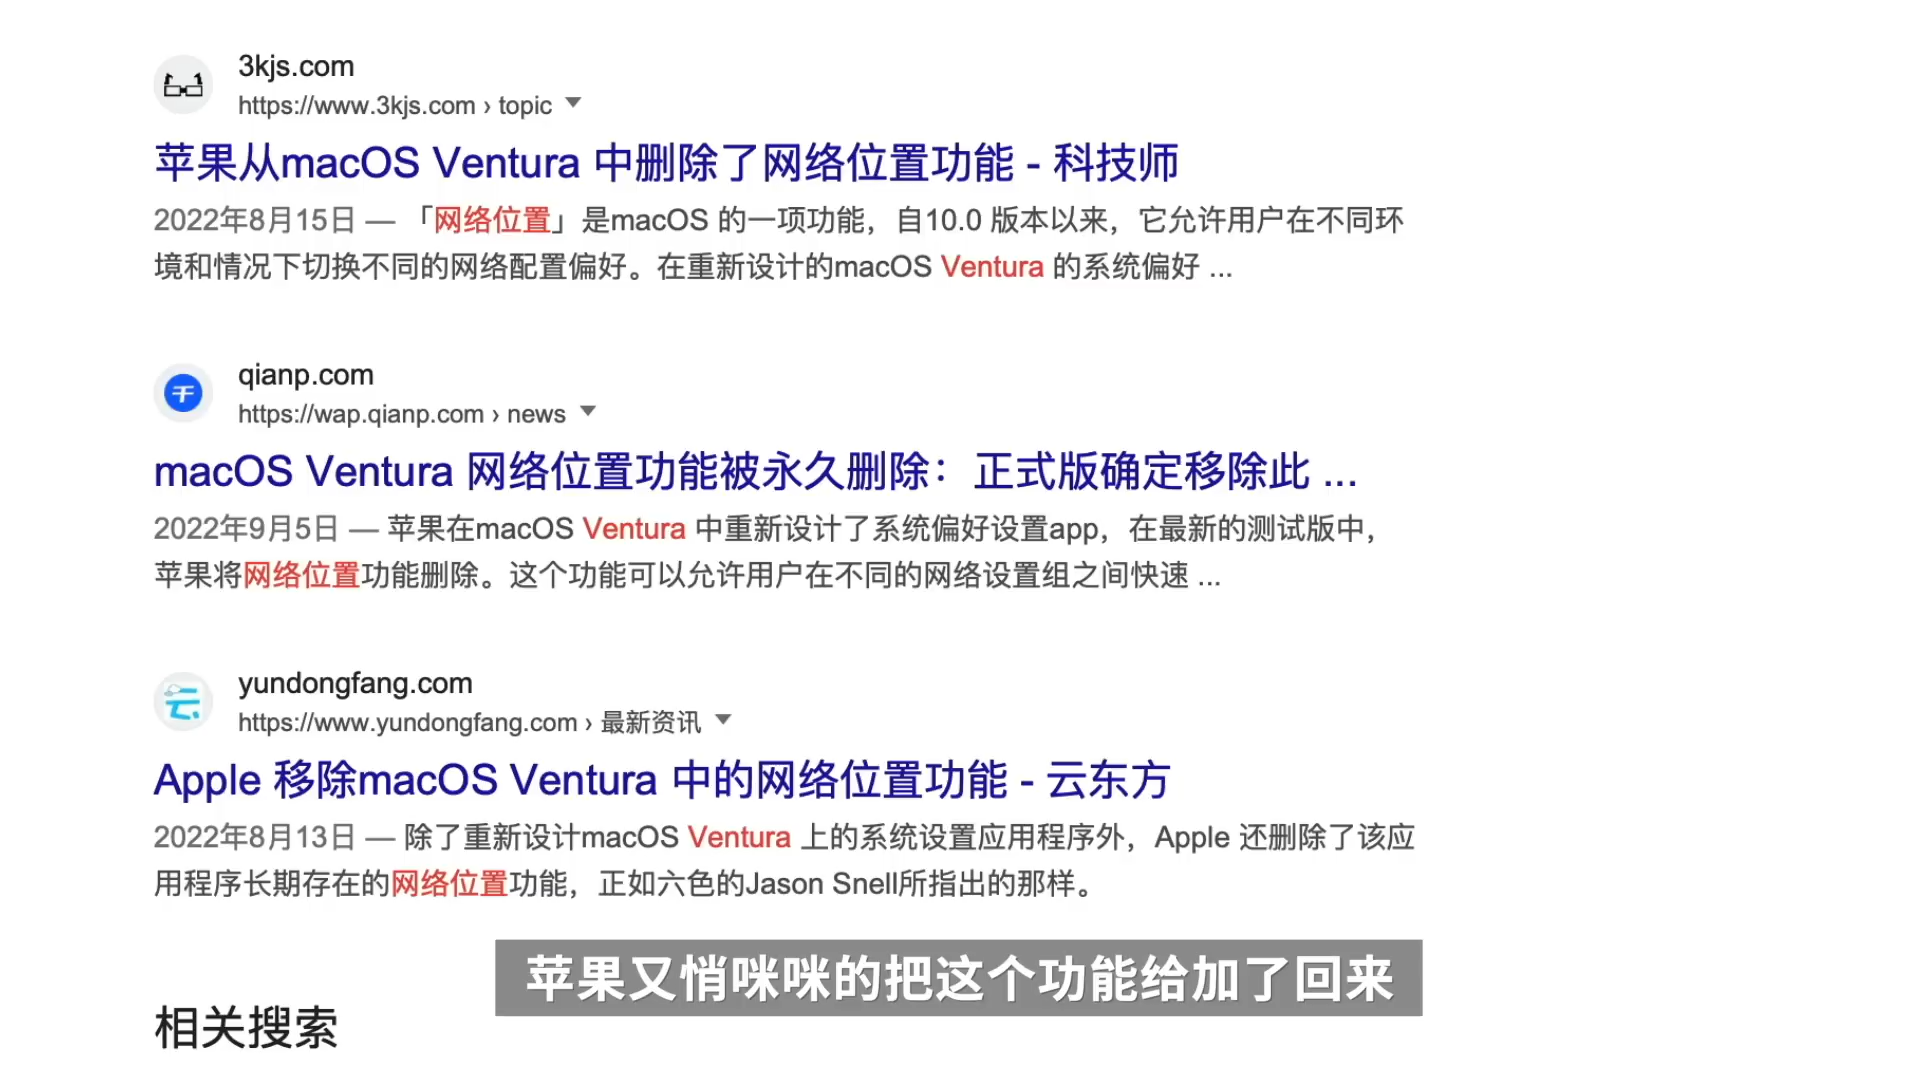 3kjs.com
https://www.3kjs.com › topic
苹果从macOS Ventura 中删除了网络位置功能 - 科技师
2022年8月15日 — 「网络位置」是macOS 的一项功能，自10.0 版本以来，它允许用户在不同环
境和情况下切换不同的网络配置偏好。在重新设计的macOS Ventura 的系统偏好 ...
千
qianp.com
https://wap.qianp.com › news
macOS Ventura 网络位置功能被永久删除：正式版确定移除此 ...
2022年9月5日 — 苹果在macOS Ventura 中重新设计了系统偏好设置app，在最新的测试版中，
苹果将网络位置功能删除。这个功能可以允许用户在不同的网络设置组之间快速 ...
云
yundongfang.com
https://www.yundongfang.com › 最新资讯
Apple 移除macOS Ventura 中的网络位置功能 - 云东方
2022年8月13日 — 除了重新设计macOS Ventura 上的系统设置应用程序外，Apple 还删除了该应
用程序长期存在的网络位置功能，正如六色的Jason Snell所指出的那样。
苹果又悄咪咪的把这个功能给加了回来
相关搜索